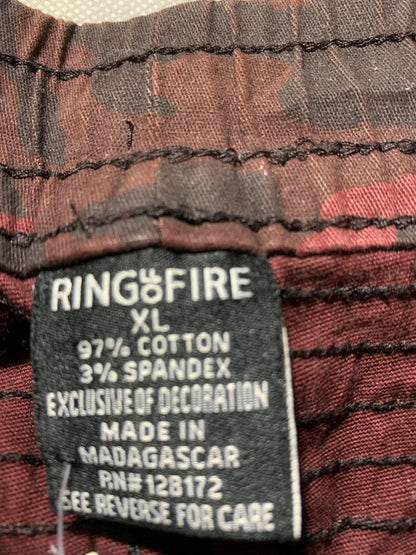 RING OF FIRE
XL
97% COTTON
3% SPANDEX
EXCLUSIVE OF DECORATION
MADE IN
MADAGASCAR
RN# 128172
SEE REVERSE FOR CARE